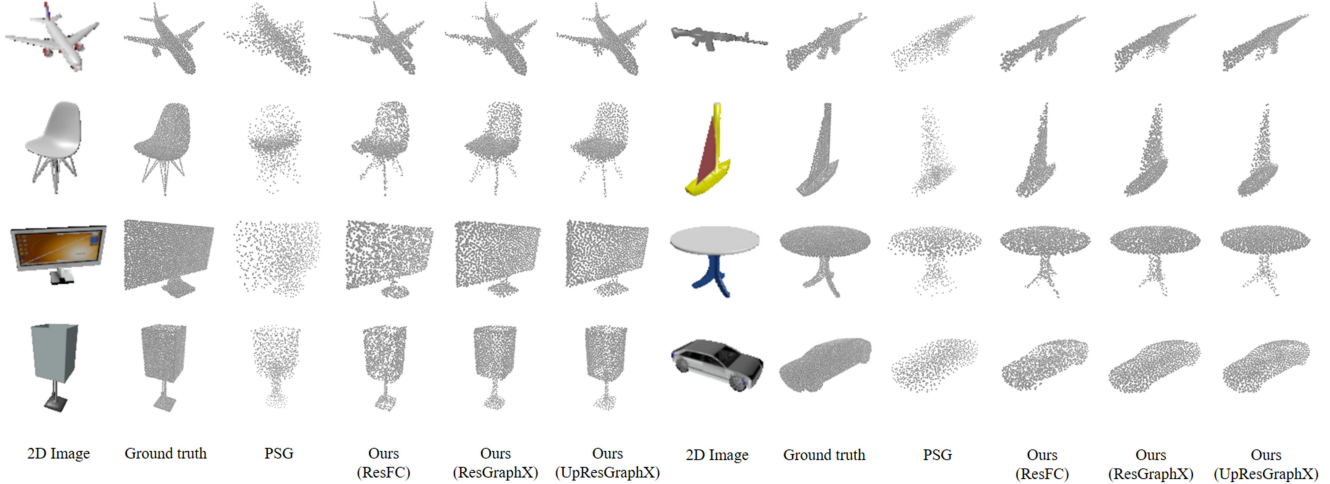 2D Image Ground truth PSG Ours Ours Ours 2D Image Ground truth PSG Ours Ours Ours
(ResFC) (ResGraphX) (UpResGraphX) (ResFC) (ResGraphX) (UpResGraphX)